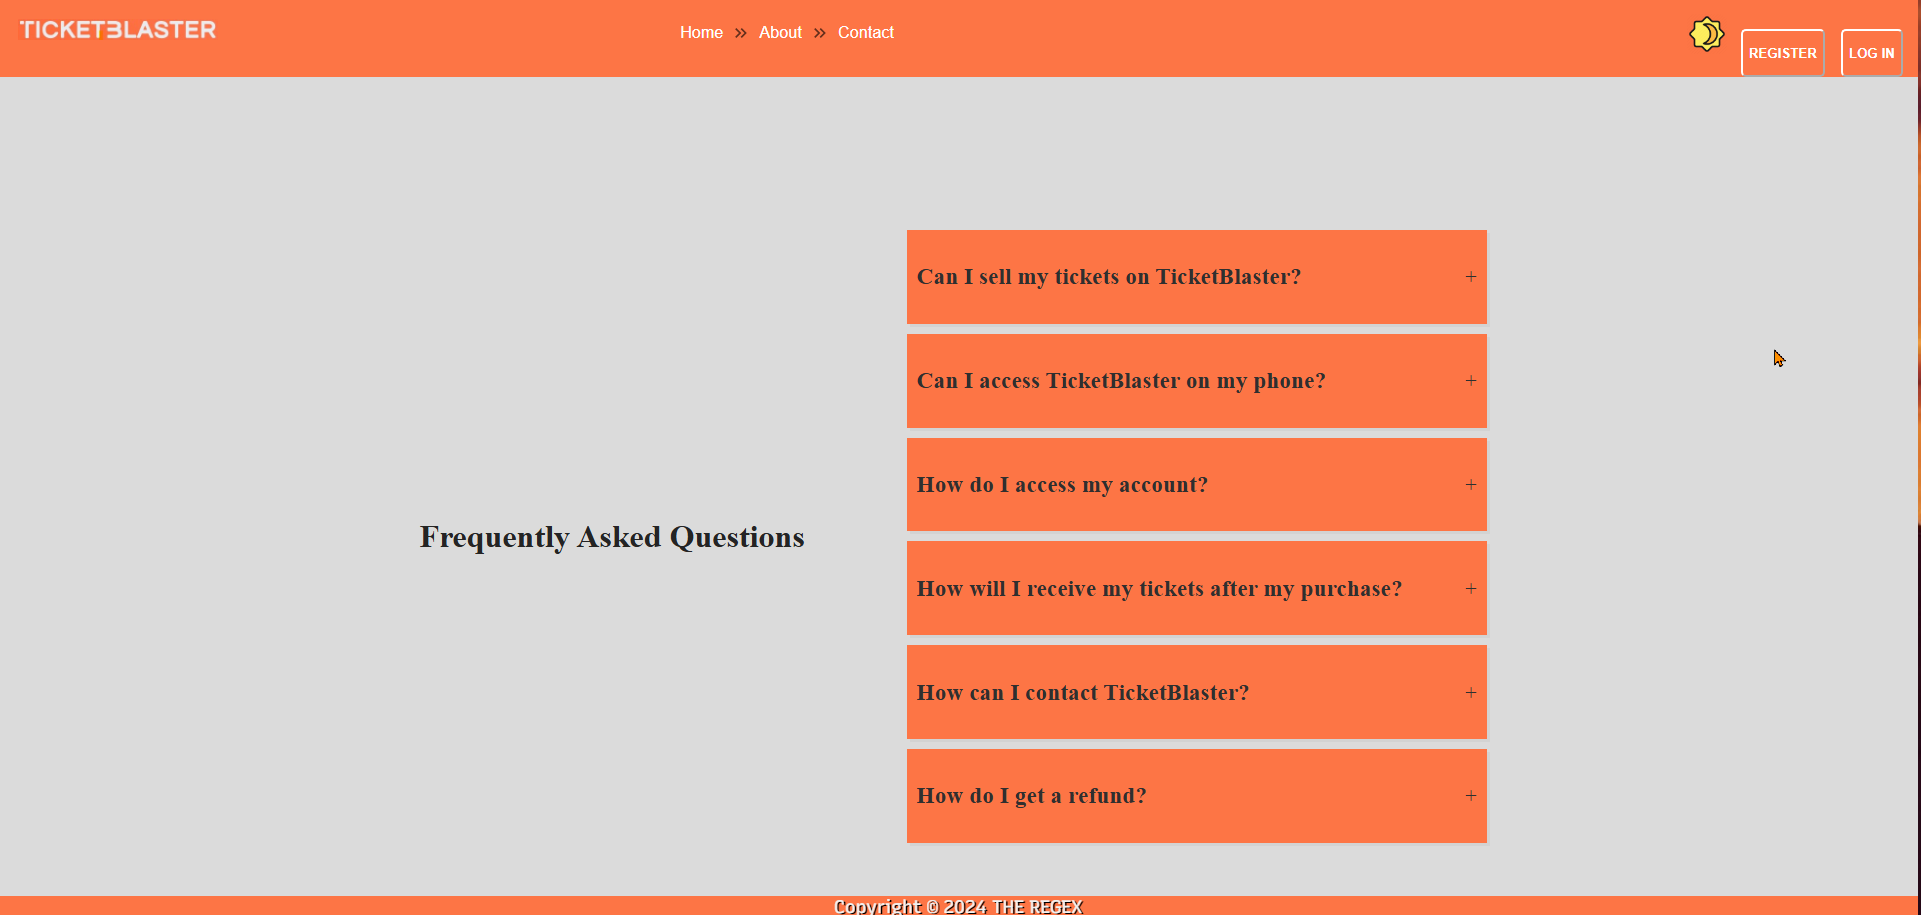 TICKETBLASTER
Home » About » Contact
REGISTER
LOG IN
Frequently Asked Questions
Can I sell my tickets on TicketBlaster? +
Can I access TicketBlaster on my phone? +
How do I access my account? +
How will I receive my tickets after my purchase? +
How can I contact TicketBlaster? +
How do I get a refund? +
Copyright © 2024 THE REGEX